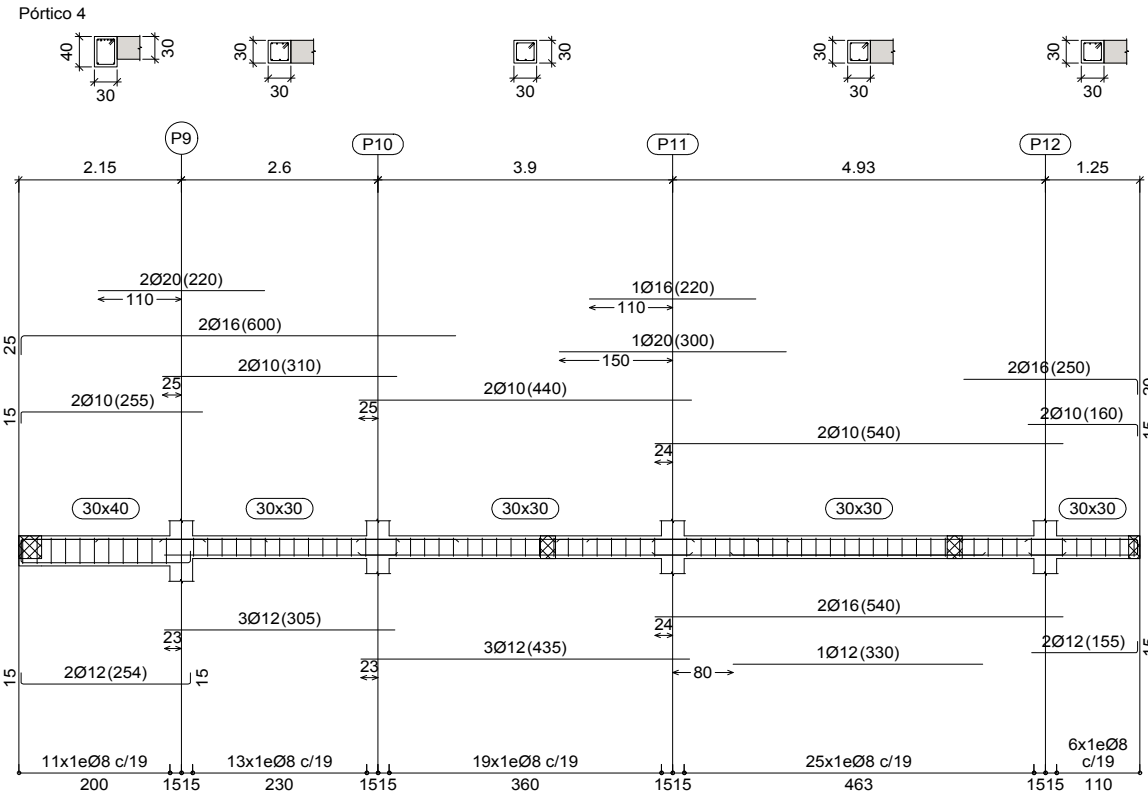 Pórtico 4
40 30 30 30 30
30 30 30 30 30
P9 P10 P11 P12
2.15 2.6 3.9 4.93 1.25
2Ø20(220)
110
1Ø16(220)
110
2Ø16(600)
25
1Ø20(300)
150
2Ø10(310)
25
2Ø16(250)
20
2Ø10(440)
25
2Ø10(255)
15
2Ø10(160)
15
2Ø10(540)
24
30x40 30x30 30x30 30x30 30x30
2Ø16(540)
24
3Ø12(305)
23
3Ø12(435)
23
2Ø12(155)
15
1Ø12(330)
80
15 2Ø12(254) 15
11x1eØ8 c/19 13x1eØ8 c/19 19x1eØ8 c/19 25x1eØ8 c/19 6x1eØ8
c/19
200 1515 230 1515 360 1515 463 1515 110